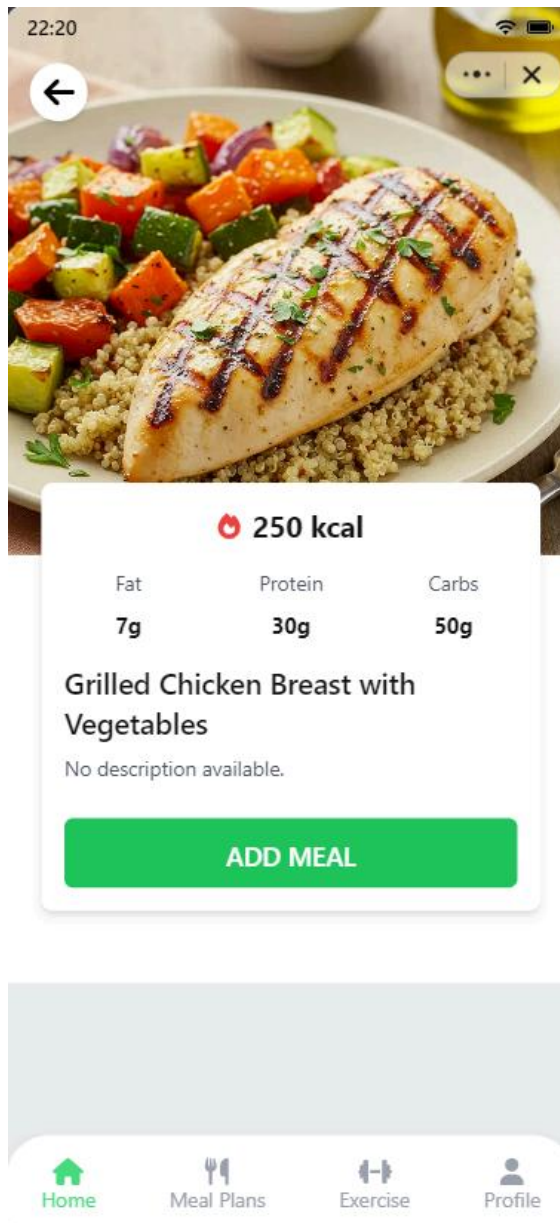 22:20
250 kcal
Fat Protein Carbs
7g 30g 50g
Grilled Chicken Breast with
Vegetables
No description available.
ADD MEAL
Home Meal Plans Exercise Profile